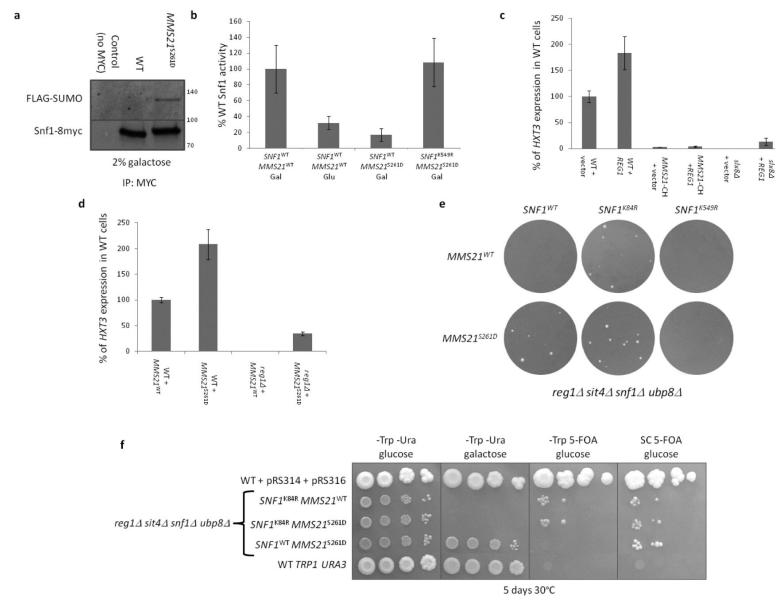 a
Control
(no MYC)
WT
MMS21S261D
FLAG-SUMO
Snf1-8myc
140
100
70
2% galactose
IP: MYC
b
% WT Snf1 activity
160
140
120
100
80
60
40
20
0
SNF1WT SNF1WT SNF1WT SNF1K549R
MMS21WT MMS21WT MMS21S261D MMS21S261D
Gal Glu Gal Gal
c
% of HXT3 expression in WT cells
250
200
150
100
50
0
WT +
vector
WT +
REG1
MMS21-CH
+ vector
MMS21-CH
+ REG1
slx8Δ
+ vector
slx8Δ
+ REG1
d
% of HXT3 expression in WT cells
250
200
150
100
50
0
WT +
MMS21WT
WT +
MMS21S261D
reg1Δ +
MMS21WT
reg1Δ +
MMS21S261D
e
SNF1WT SNF1K84R SNF1K549R
MMS21WT
MMS21S261D
reg1Δ sit4Δ snf1Δ ubp8Δ
f
-Trp -Ura
glucose
-Trp -Ura
galactose
-Trp 5-FOA
glucose
SC 5-FOA
glucose
WT + pRS314 + pRS316
SNF1K84R MMS21WT
reg1Δ sit4Δ snf1Δ ubp8Δ
SNF1K84R MMS21S261D
SNF1WT MMS21S261D
WT TRP1 URA3
5 days 30°C